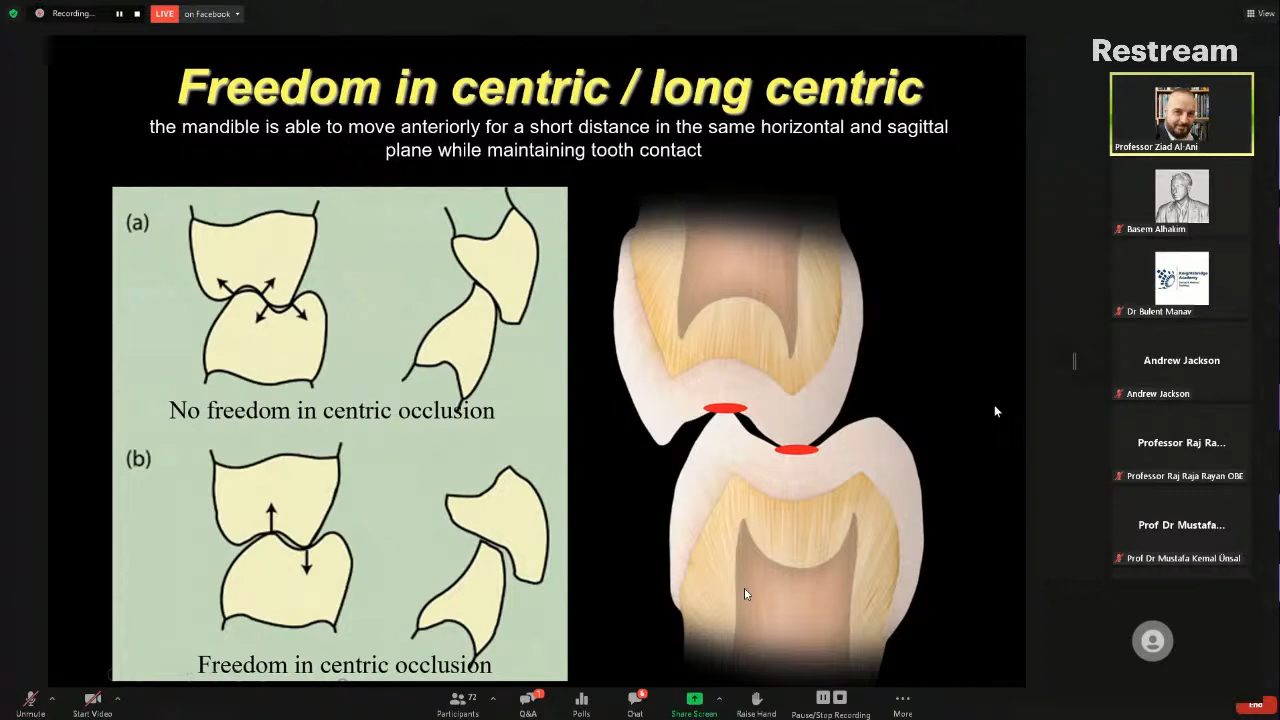 Recording...
LIVE
on Facebook
View
Restream
Freedom in centric / long centric
the mandible is able to move anteriorly for a short distance in the same horizontal and sagittal
plane while maintaining tooth contact
(a)
No freedom in centric occlusion
(b)
Freedom in centric occlusion
Professor Ziad Al-Ani
Basem Alhakim
Knightsbridge
Academy
Dr Bulent Manav
Andrew Jackson
Andrew Jackson
Professor Raj Ra...
Professor Raj Raja Rayan OBE
Prof Dr Mustafa...
Prof Dr Mustafa Kemal Ünsal
Unmute
Start Video
72
Participants
1
Q&A
Polls
6
Chat
Share Screen
Raise Hand
Pause/Stop Recording
More
End